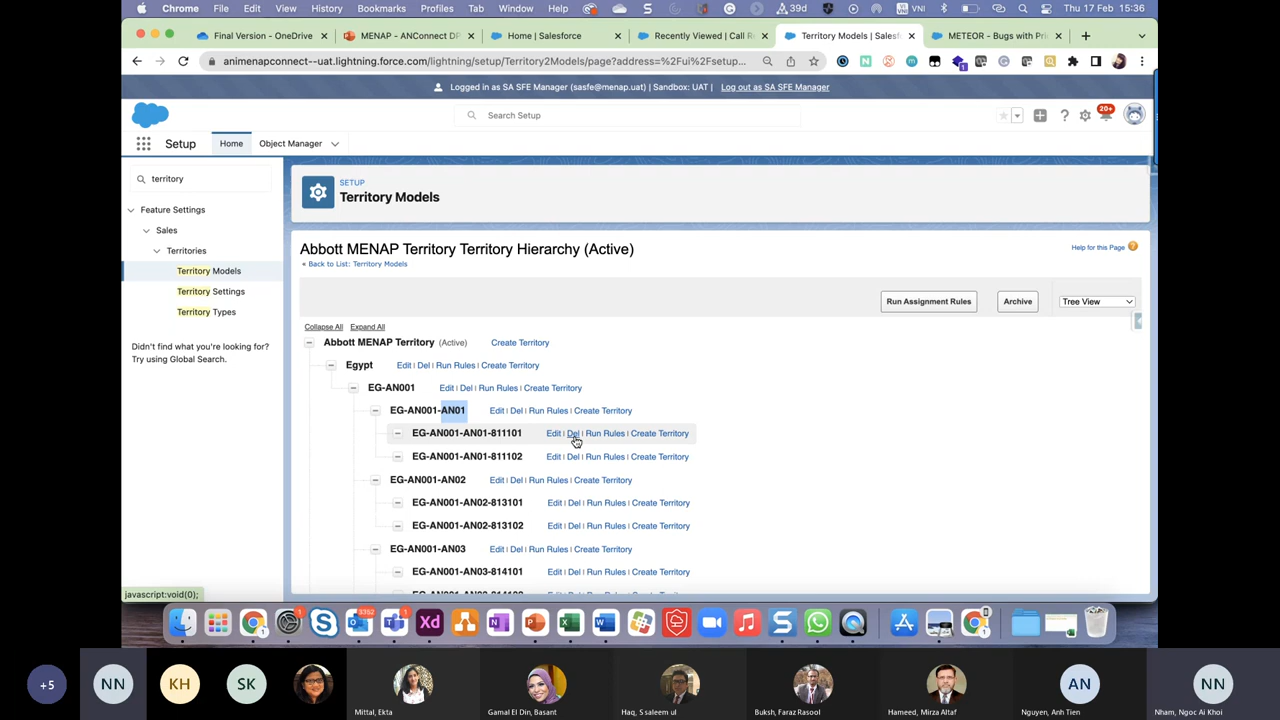 Chrome File Edit View History Bookmarks Profiles Tab Window Help 39d VNI Thu 17 Feb 15:36
Final Version - OneDrive
MENAP - ANConnect DP
Home | Salesforce
Recently Viewed | Call R
Territory Models | Salesf
METEOR - Bugs with Pri
animenapconnect--uat.lightning.force.com/lightning/setup/Territory2Models/page?address=%2Fui%2Fsetup...
Logged in as SA SFE Manager (sasfe@menap.uat) | Sandbox: UAT | Log out as SA SFE Manager
Search Setup
20+
Setup Home Object Manager
territory
Feature Settings
Sales
Territories
Territory Models
Territory Settings
Territory Types
Didn't find what you're looking for?
Try using Global Search.
SETUP
Territory Models
Abbott MENAP Territory Territory Hierarchy (Active)
Help for this Page
« Back to List: Territory Models
Run Assignment Rules Archive Tree View
Collapse All Expand All
Abbott MENAP Territory (Active) Create Territory
Egypt Edit | Del | Run Rules | Create Territory
EG-AN001 Edit | Del | Run Rules | Create Territory
EG-AN001-AN01 Edit | Del | Run Rules | Create Territory
EG-AN001-AN01-811101 Edit | Del | Run Rules | Create Territory
EG-AN001-AN01-811102 Edit | Del | Run Rules | Create Territory
EG-AN001-AN02 Edit | Del | Run Rules | Create Territory
EG-AN001-AN02-813101 Edit | Del | Run Rules | Create Territory
EG-AN001-AN02-813102 Edit | Del | Run Rules | Create Territory
EG-AN001-AN03 Edit | Del | Run Rules | Create Territory
EG-AN001-AN03-814101 Edit | Del | Run Rules | Create Territory
javascript:void(0);
3352
1
1
Xd
+5
NN
KH
SK
Mittal, Ekta
Gamal El Din, Basant
Haq, S saleem ul
Buksh, Faraz Rasool
Hameed, Mirza Altaf
AN
Nguyen, Anh Tien
NN
Nham, Ngoc Ai Khoi